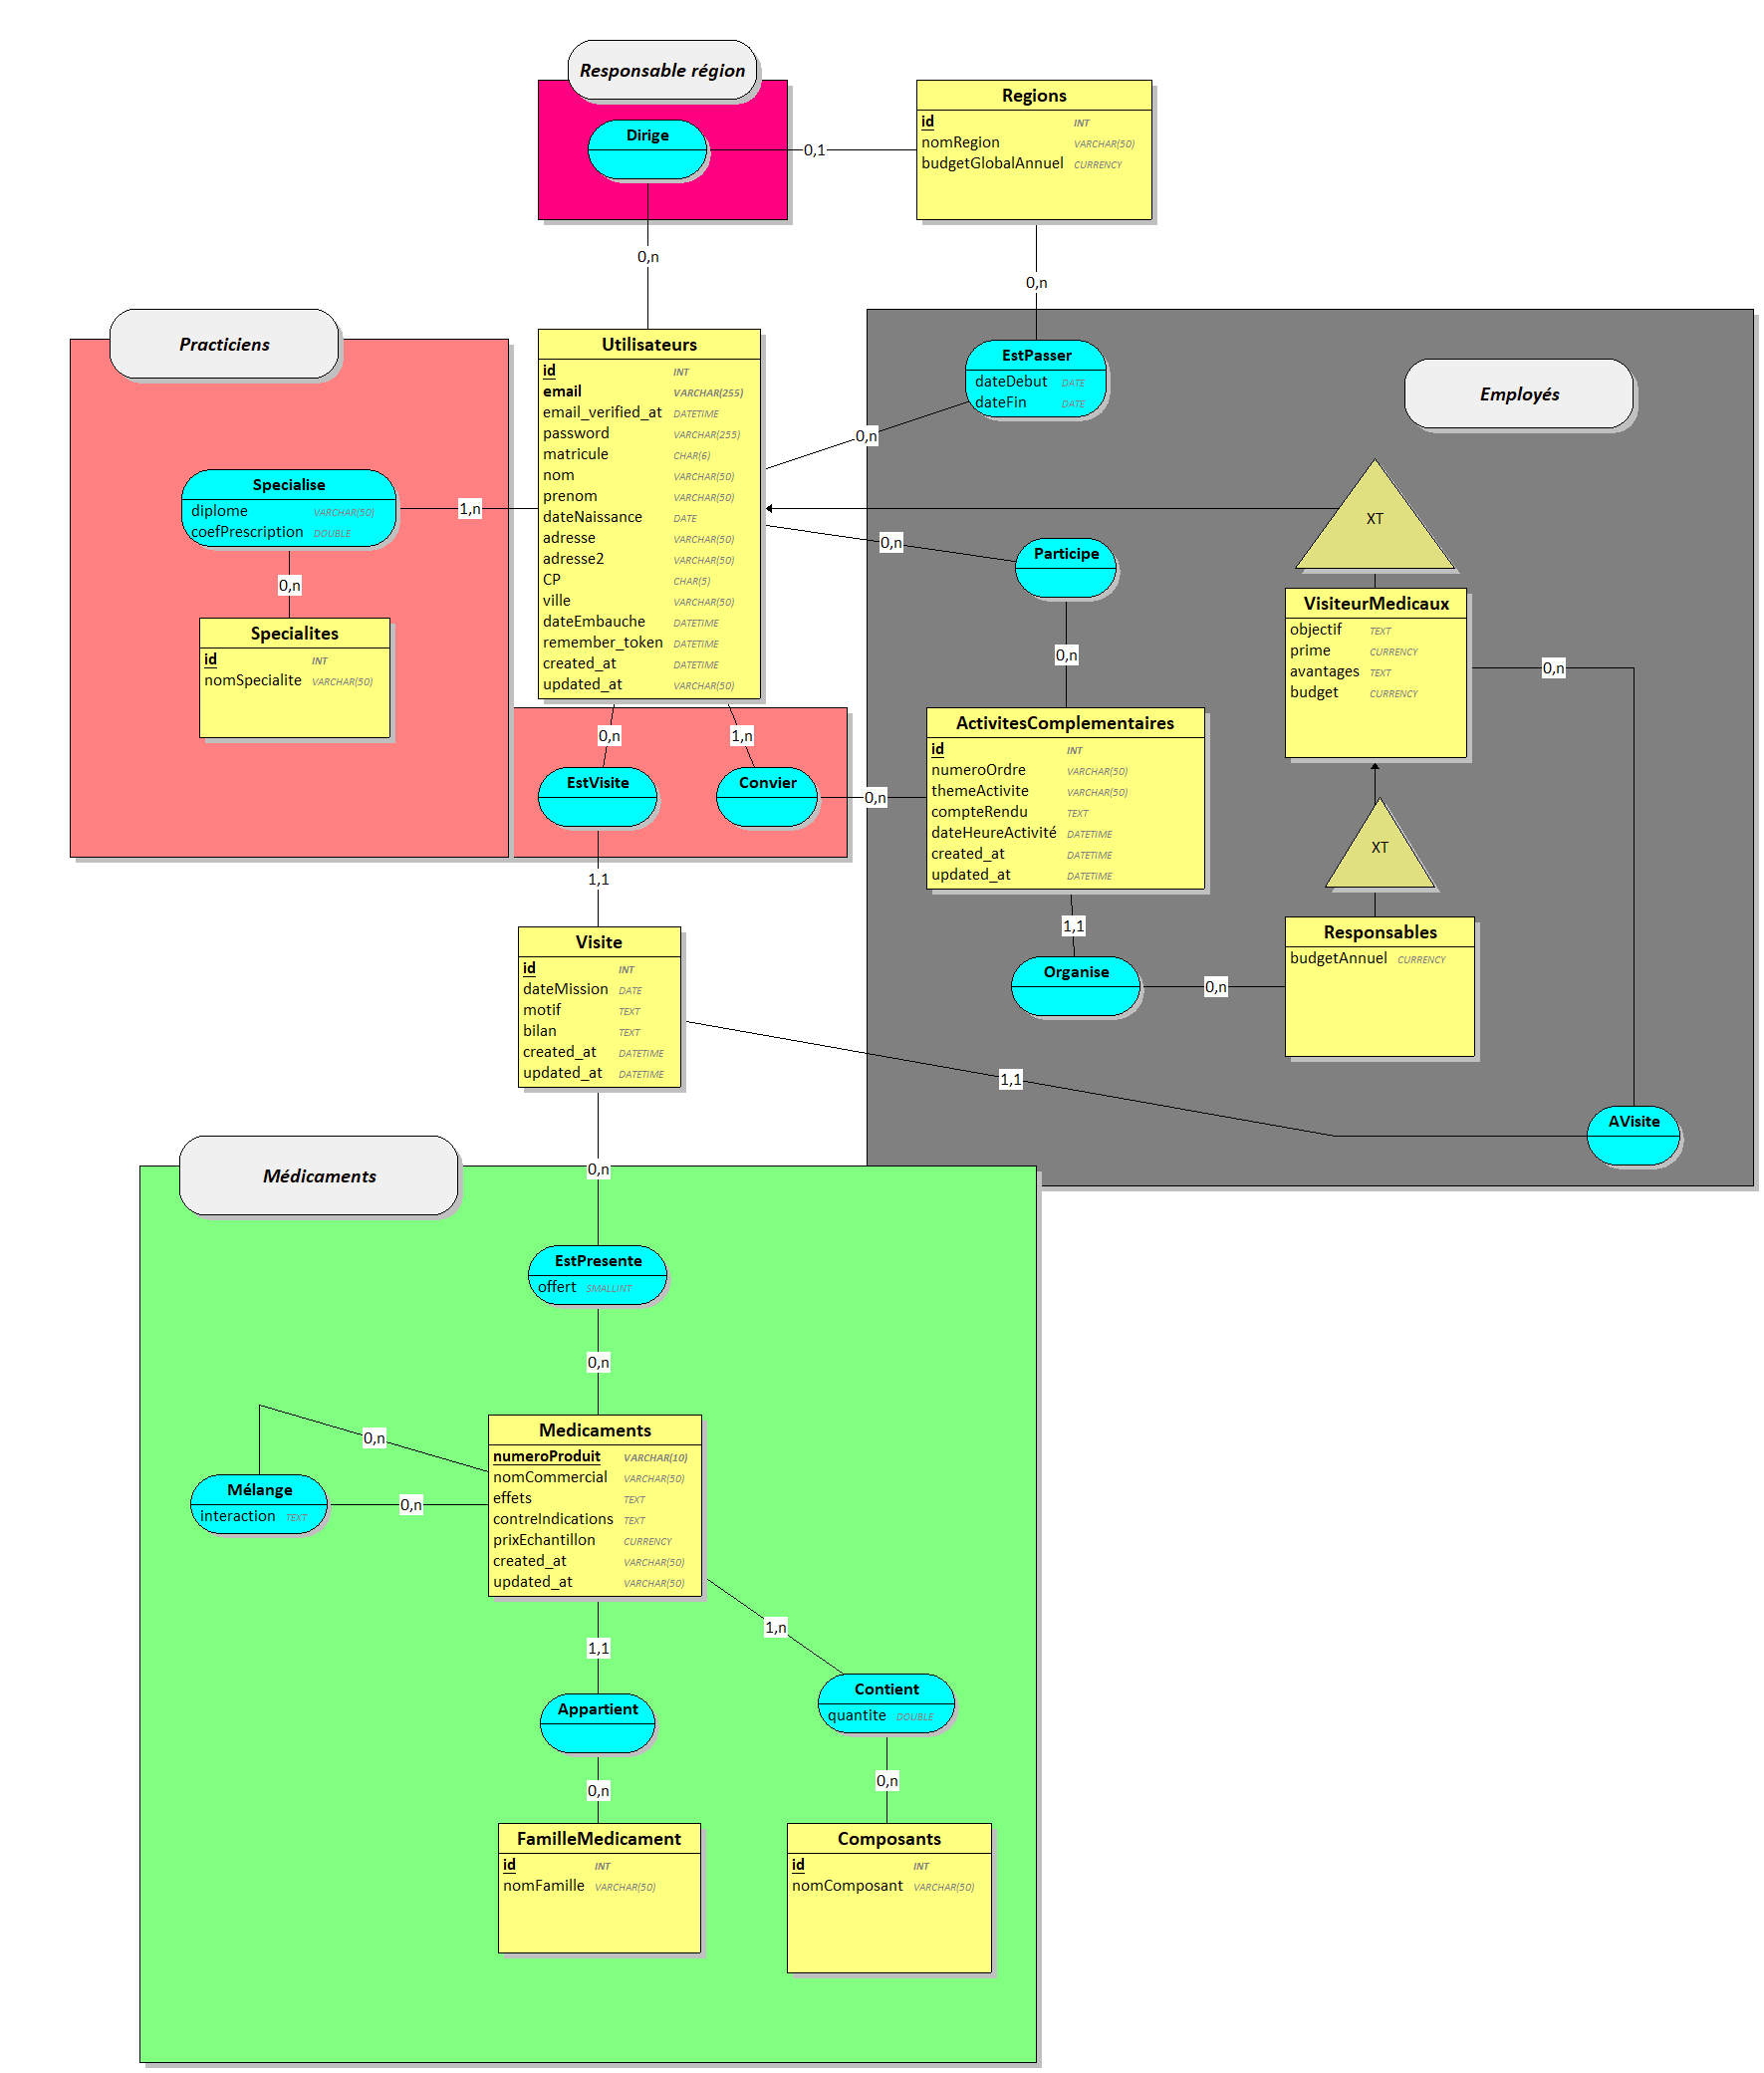 Responsable région
Dirige
0,1
Regions
id INT
nomRegion VARCHAR(50)
budgetGlobalAnnuel CURRENCY
0,n
0,n
Practiciens
Utilisateurs
id INT
email VARCHAR(255)
email_verified_at DATETIME
password VARCHAR(255)
matricule CHAR(6)
nom VARCHAR(50)
prenom VARCHAR(50)
dateNaissance DATE
adresse VARCHAR(50)
adresse2 VARCHAR(50)
CP CHAR(5)
ville VARCHAR(50)
dateEmbauche DATETIME
remember_token DATETIME
created_at DATETIME
updated_at VARCHAR(50)
EstPasser
dateDebut DATE
dateFin DATE
Employés
0,n
Specialise
diplome VARCHAR(50)
coefPrescription DOUBLE
1,n
0,n
Specialites
id INT
nomSpecialite VARCHAR(50)
XT
0,n
Participe
0,n
VisiteurMedicaux
objectif TEXT
prime CURRENCY
avantages TEXT
budget CURRENCY
0,n
0,n
1,n
EstVisite
Convier
0,n
ActivitesComplementaires
id INT
numeroOrdre VARCHAR(50)
themeActivite VARCHAR(50)
compteRendu TEXT
dateHeureActivité DATETIME
created_at DATETIME
updated_at DATETIME
XT
1,1
1,1
Responsables
budgetAnnuel CURRENCY
Organise
0,n
Visite
id INT
dateMission DATE
motif TEXT
bilan TEXT
created_at DATETIME
updated_at DATETIME
1,1
AVisite
Médicaments
0,n
EstPresente
offert SMALLINT
0,n
Medicaments
numeroProduit VARCHAR(10)
nomCommercial VARCHAR(50)
effets TEXT
contreIndications TEXT
prixEchantillon CURRENCY
created_at VARCHAR(50)
updated_at VARCHAR(50)
0,n
Mélange
interaction TEXT
0,n
1,1
1,n
Appartient
Contient
quantite DOUBLE
0,n
0,n
FamilleMedicament
id INT
nomFamille VARCHAR(50)
Composants
id INT
nomComposant VARCHAR(50)